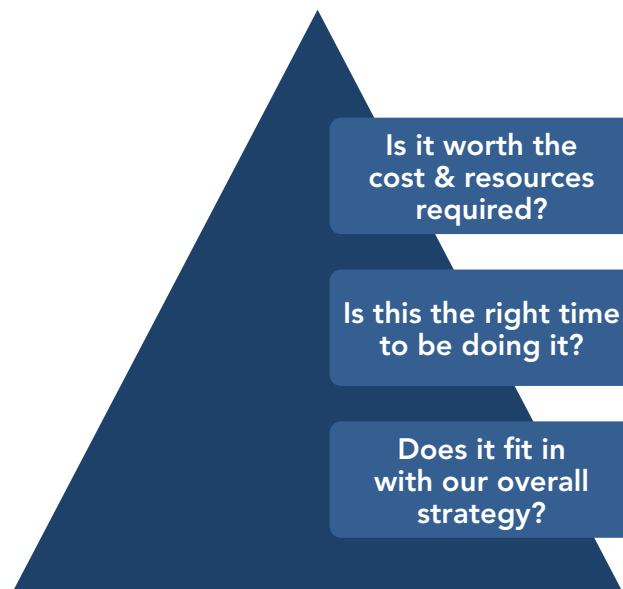 Is it worth the
cost & resources
required?
Is this the right time
to be doing it?
Does it fit in
with our overall
strategy?